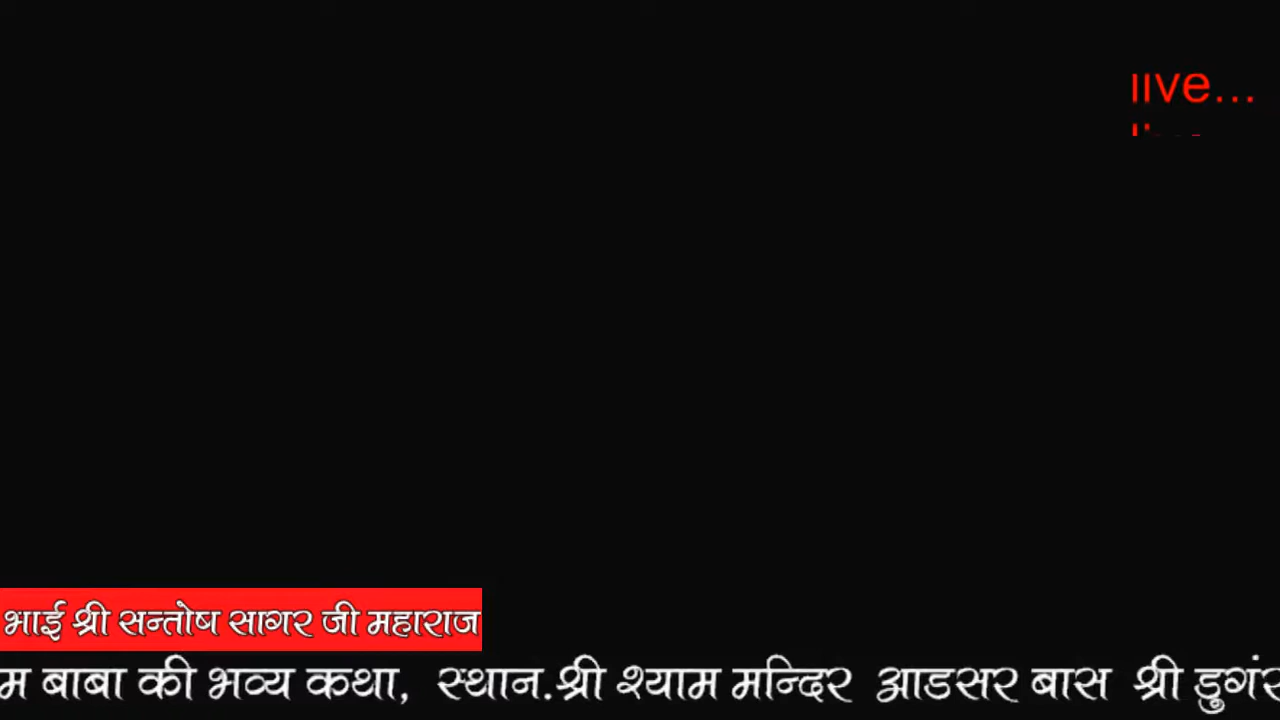 live...
भाई श्री सन्तोष सागर जी महाराज
बाबा की भव्य कथा, स्थान.श्री श्याम मन्दिर आडसर बास श्री